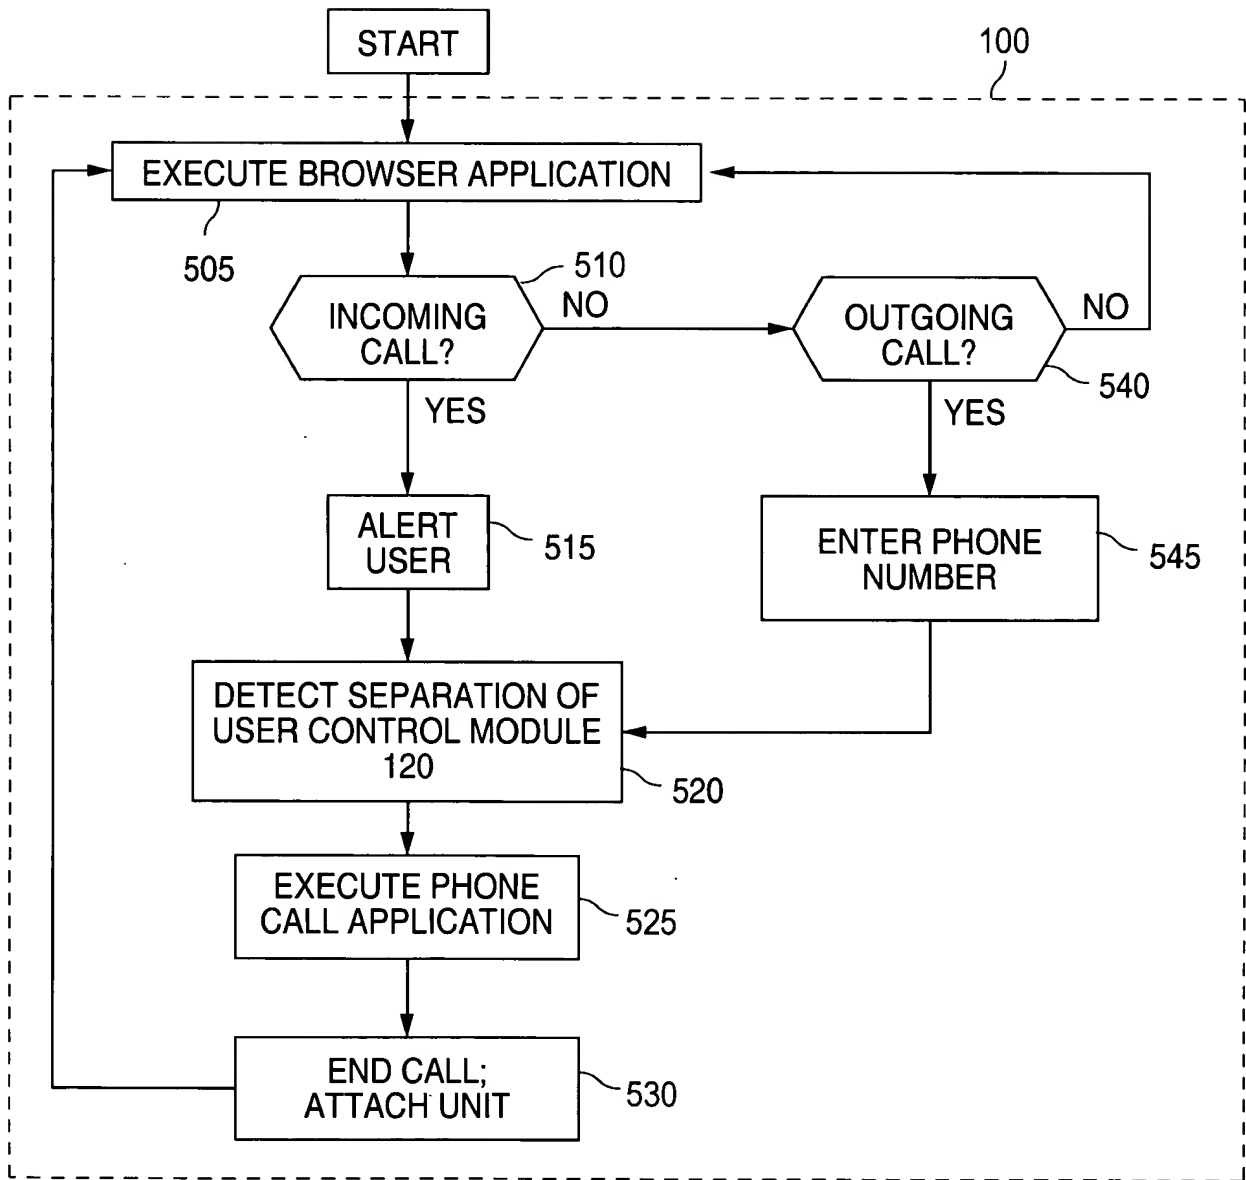 START
100
EXECUTE BROWSER APPLICATION
505
510
INCOMING
CALL?
NO
OUTGOING
CALL?
NO
540
YES
YES
ALERT
USER
515
ENTER PHONE
NUMBER
545
DETECT SEPARATION OF
USER CONTROL MODULE
120
520
EXECUTE PHONE
CALL APPLICATION
525
END CALL;
ATTACH UNIT
530